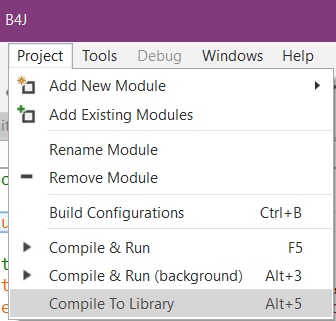 B4J
Project Tools Debug Windows Help
Add New Module
Add Existing Modules
Rename Module
Remove Module
Build Configurations Ctrl+B
Compile & Run F5
Compile & Run (background) Alt+3
Compile To Library Alt+5